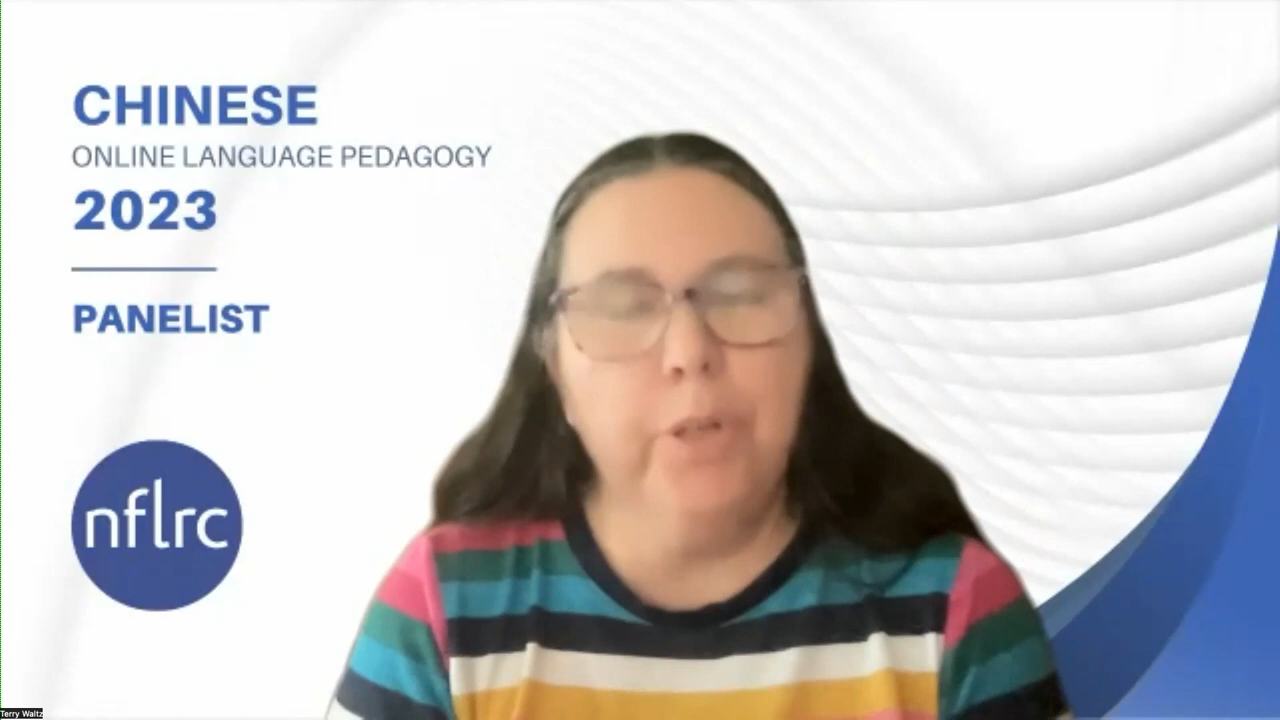 CHINESE
ONLINE LANGUAGE PEDAGOGY
2023
PANELIST
nflrc
Terry Waltz